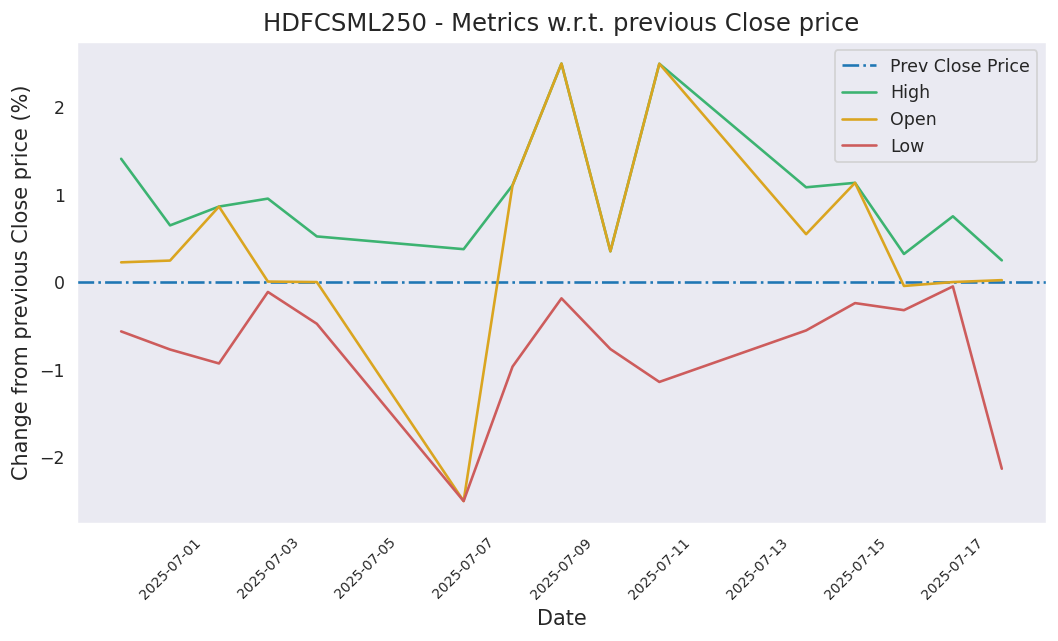 HDFCSML250 - Metrics w.r.t. previous Close price
Change from previous Close price (%)
2
1
0
−1
−2
Prev Close Price
High
Open
Low
2025-07-01
2025-07-03
2025-07-05
2025-07-07
2025-07-09
2025-07-11
2025-07-13
2025-07-15
2025-07-17
Date